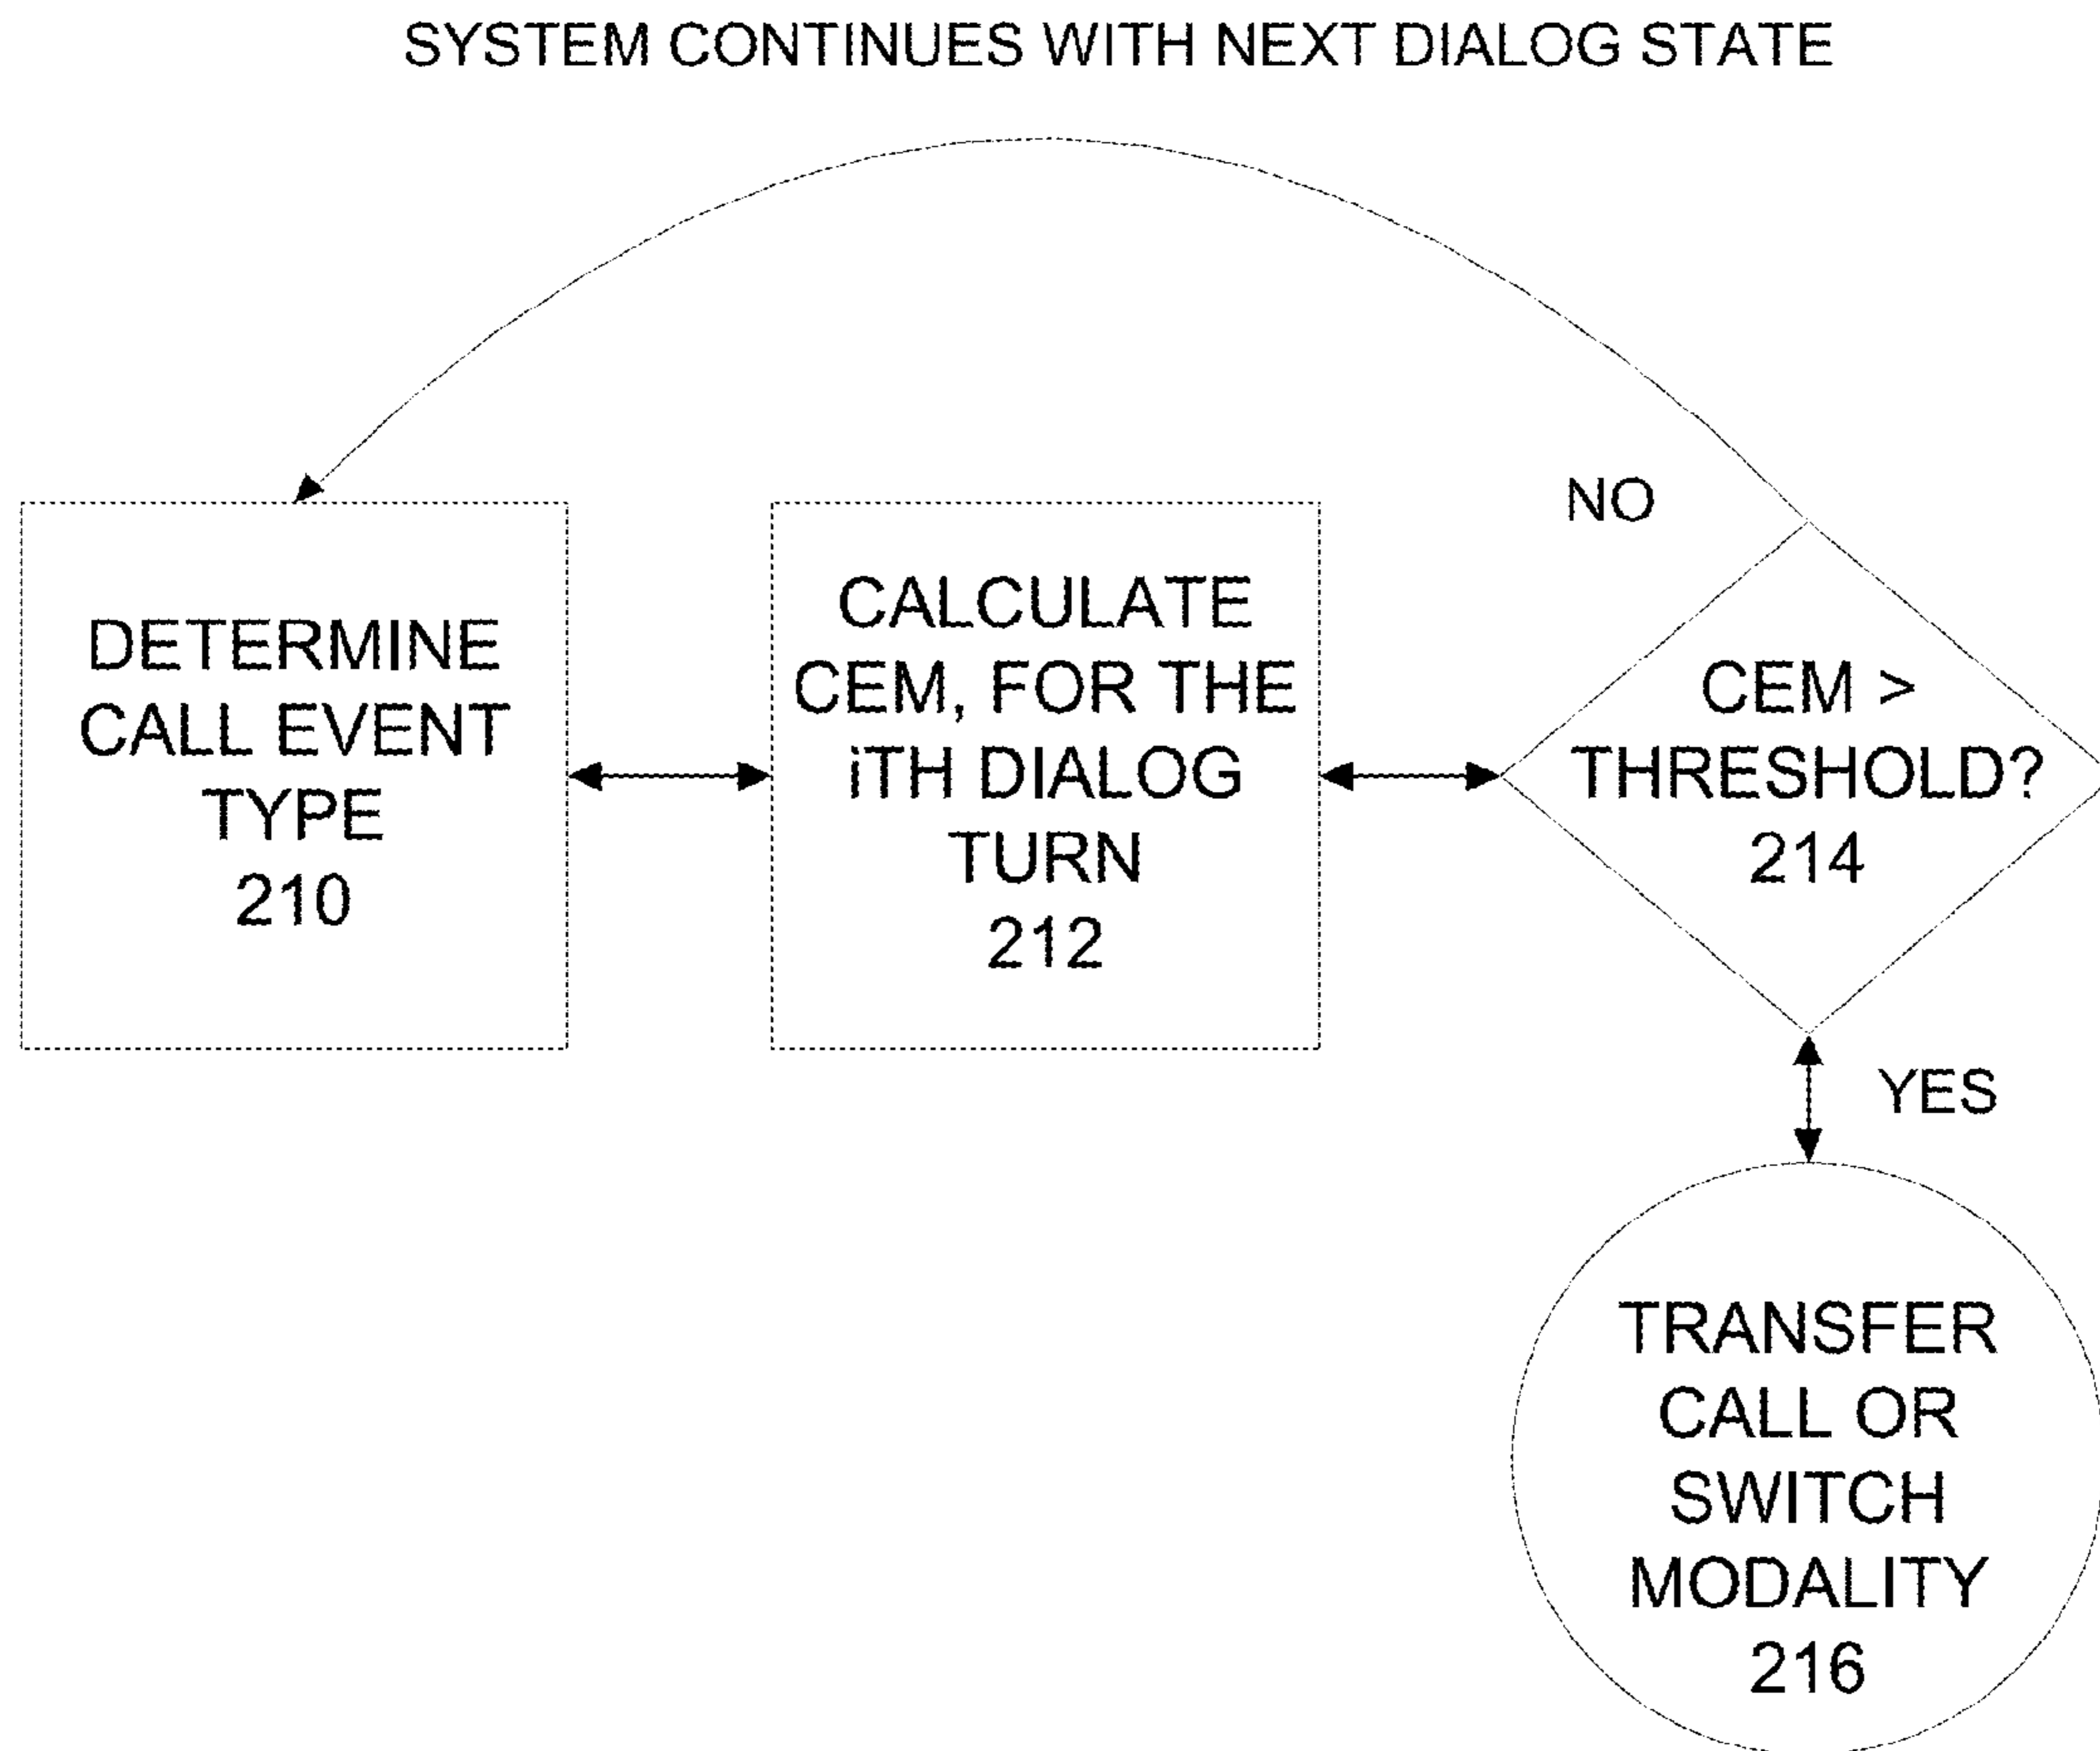 SYSTEM CONTINUES WITH NEXT DIALOG STATE
NO
DETERMINE
CALL EVENT
TYPE
210
CALCULATE
CEM, FOR THE
iTH DIALOG
TURN
212
CEM >
THRESHOLD?
214
YES
TRANSFER
CALL OR
SWITCH
MODALITY
216